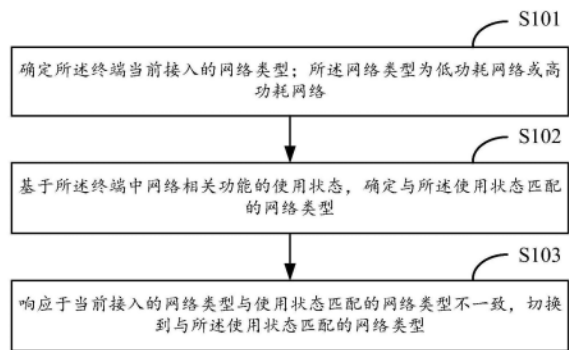 S101
确定所述终端当前接入的网络类型；所述网络类型为低功耗网络或高
功耗网络
S102
基于所述终端中网络相关功能的使用状态，确定与所述使用状态匹配
的网络类型
S103
响应于当前接入的网络类型与使用状态匹配的网络类型不一致，切换
到与所述使用状态匹配的网络类型